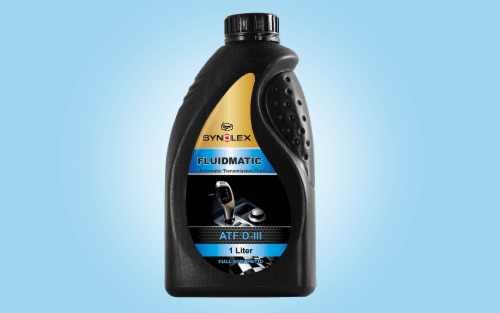 SYNOLEX
FLUIDMATIC
Automatic Transmission Fluid
ATF D-III
1 Liter
FULL SYNTHETIC